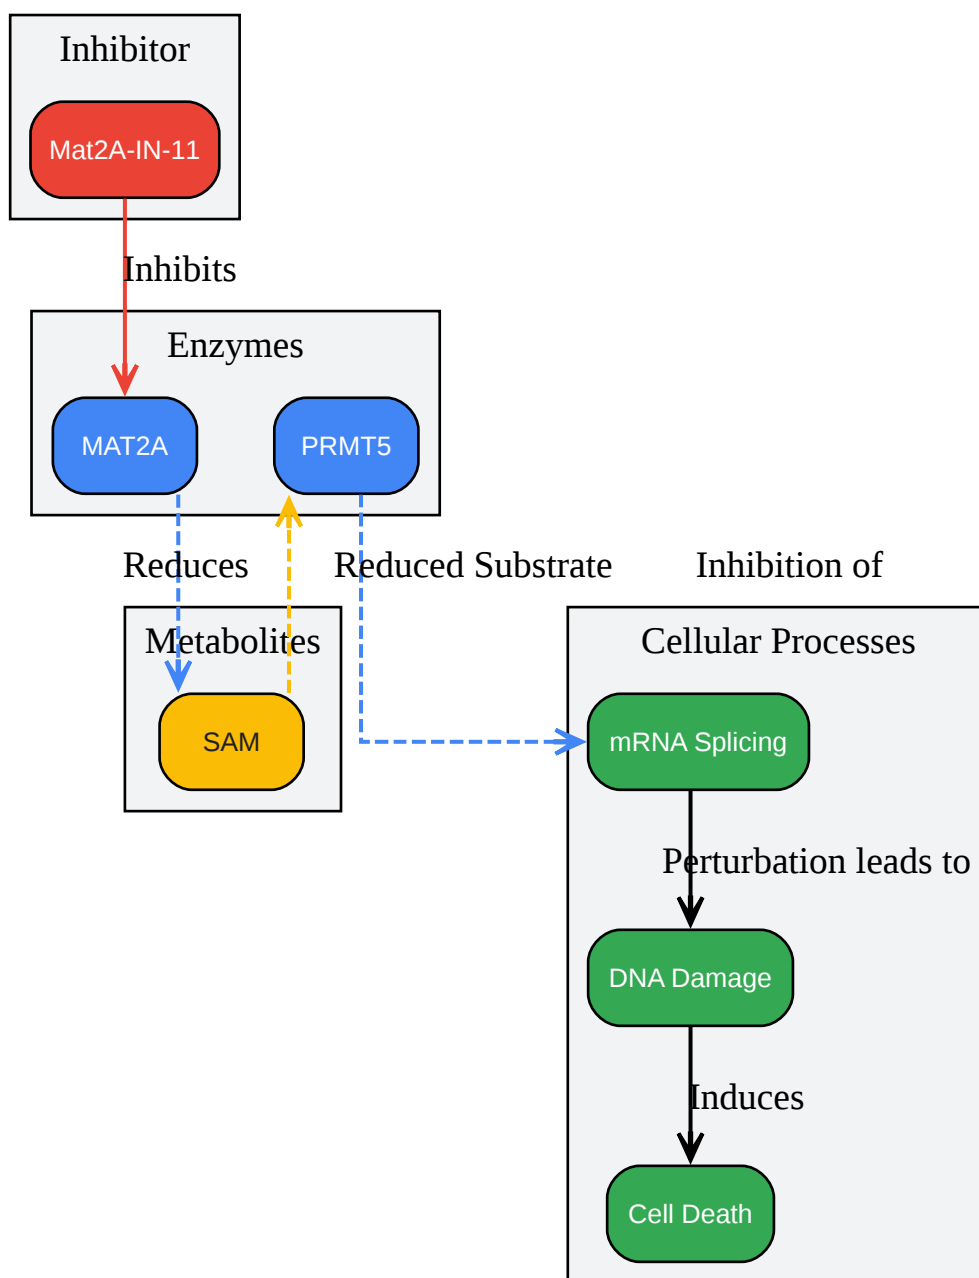 Inhibitor
Mat2A-IN-11
Inhibits
Enzymes
MAT2A
PRMT5
Reduces
Reduced Substrate
Inhibition of
Metabolites
Cellular Processes
SAM
mRNA Splicing
Perturbation leads to
DNA Damage
Induces
Cell Death